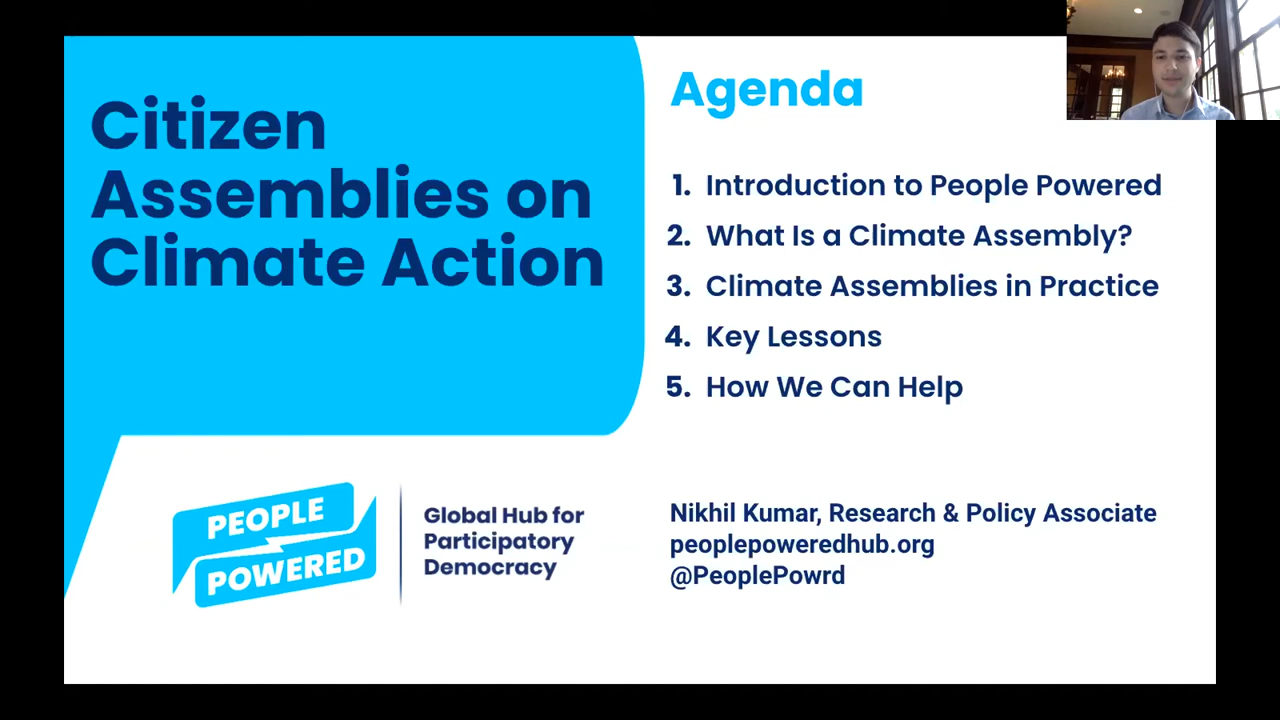 Citizen
Assemblies on
Climate Action
Agenda
1. Introduction to People Powered
2. What Is a Climate Assembly?
3. Climate Assemblies in Practice
4. Key Lessons
5. How We Can Help
PEOPLE
POWERED
Global Hub for
Participatory
Democracy
Nikhil Kumar, Research & Policy Associate
peoplepoweredhub.org
@PeoplePowrd